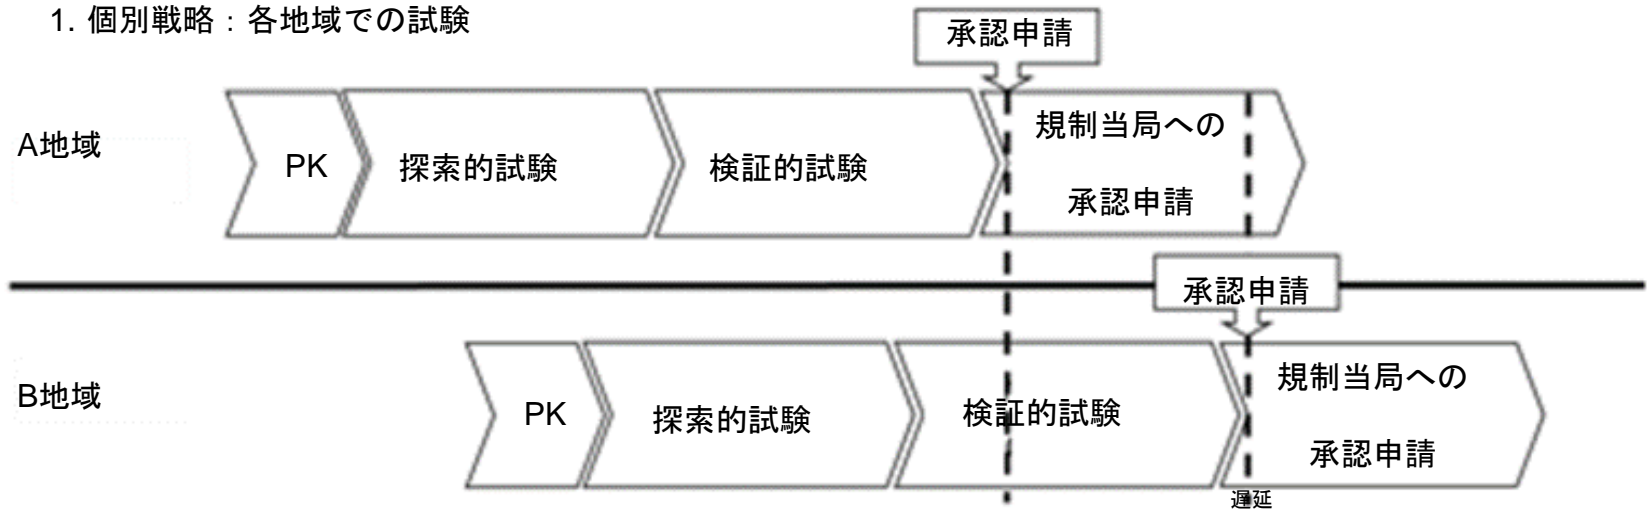 1. 個別戦略：各地域での試験
承認申請
A地域
PK
探索的試験
検証的試験
規制当局への
承認申請
承認申請
B地域
PK
探索的試験
検証的試験
規制当局への
承認申請
遅延